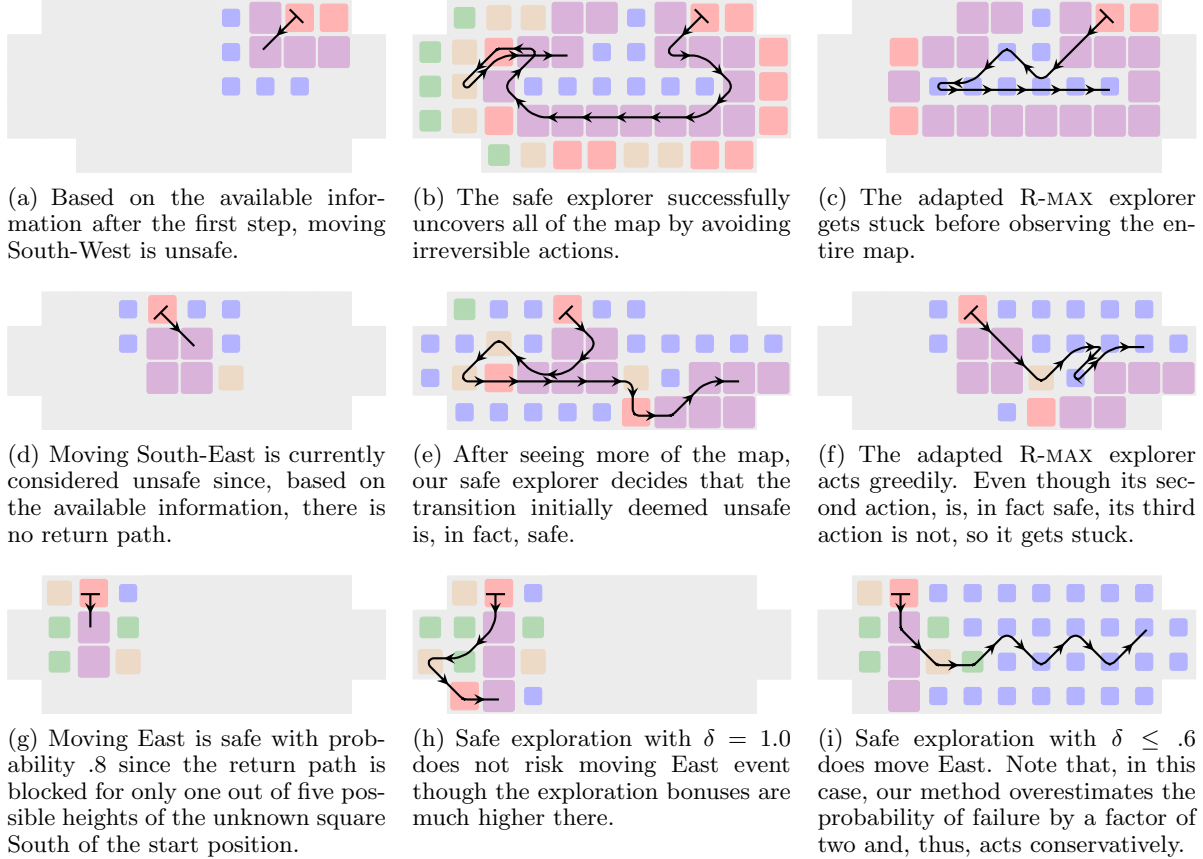 (a) Based on the available infor-
mation after the first step, moving
South-West is unsafe.
(b) The safe explorer successfully
uncovers all of the map by avoiding
irreversible actions.
(c) The adapted R-MAX explorer
gets stuck before observing the en-
tire map.
(d) Moving South-East is currently
considered unsafe since, based on
the available information, there is
no return path.
(e) After seeing more of the map,
our safe explorer decides that the
transition initially deemed unsafe
is, in fact, safe.
(f) The adapted R-MAX explorer
acts greedily. Even though its sec-
ond action, is, in fact safe, its third
action is not, so it gets stuck.
(g) Moving East is safe with prob-
ability .8 since the return path is
blocked for only one out of five pos-
sible heights of the unknown square
South of the start position.
(h) Safe exploration with δ = 1.0
does not risk moving East event
though the exploration bonuses are
much higher there.
(i) Safe exploration with δ ≤ .6
does move East. Note that, in this
case, our method overestimates the
probability of failure by a factor of
two and, thus, acts conservatively.